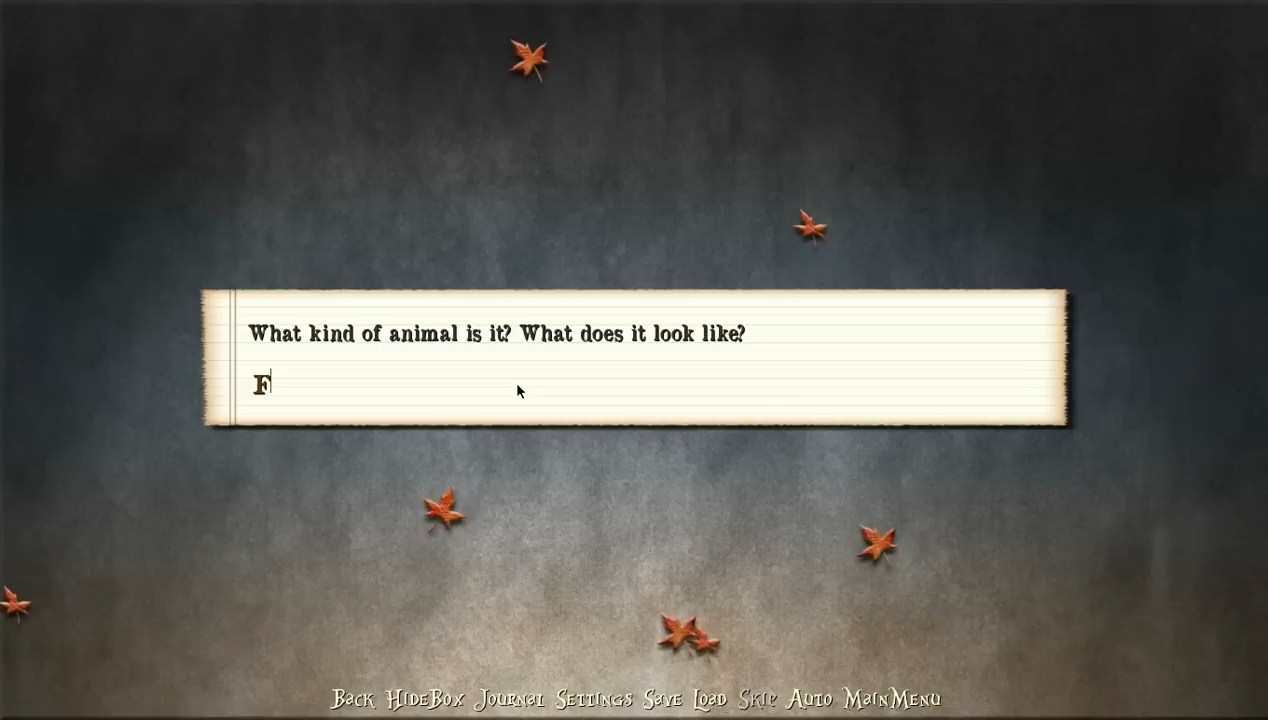 What kind of animal is it? What does it look like?
F
Back HideBox Journal Settings Save Load Skip Auto MainMenu